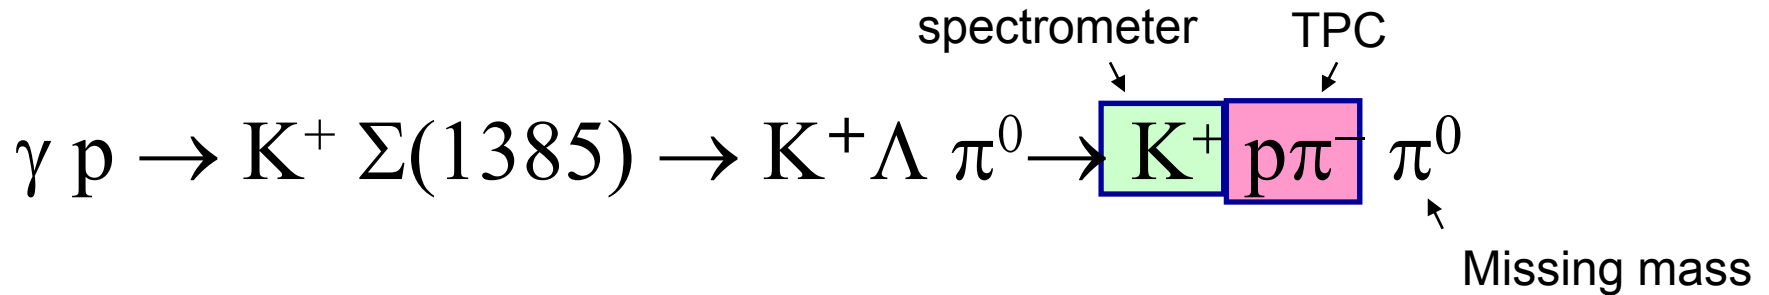 spectrometer TPC
γ p → K⁺ Σ(1385) → K⁺Λ π⁰→ K⁺ pπ⁻ π⁰
Missing mass